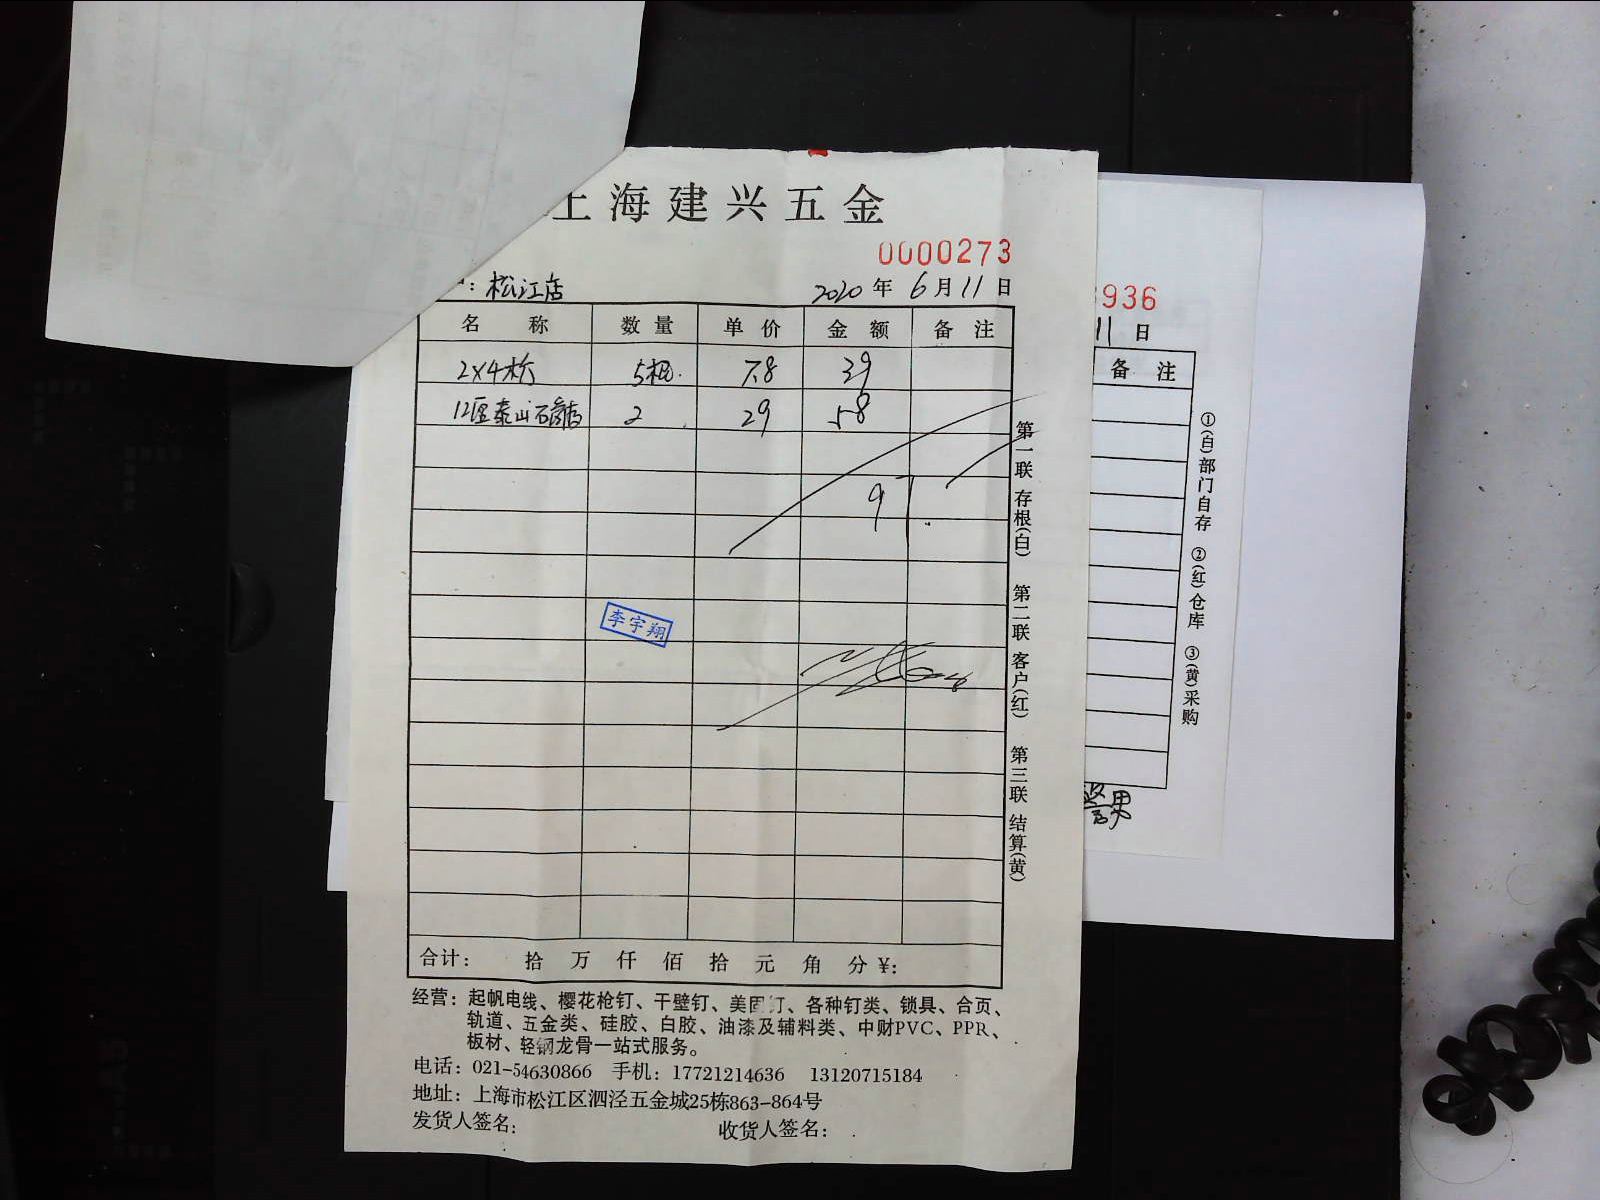 上海建兴五金
0000273
: 松江店 2020 年 6 月 11 日
名称 数量 单价 金额 备注
2×4木方 5根. 7.8 39
12厘泰山石膏 2 29 58
97.
李宇翔
合计: 拾 万 仟 佰 拾 元 角 分 ¥:
经营: 起帆电线、樱花枪钉、干壁钉、美固钉、各种钉类、锁具、合页、
轨道、五金类、硅胶、白胶、油漆及辅料类、中财PVC、PPR、
板材、轻钢龙骨一站式服务。
电话: 021-54630866 手机: 17721214636 13120715184
地址: 上海市松江区泗泾五金城25栋863-864号
发货人签名: 收货人签名:
第一联 存根(白) 第二联 客户(红) 第三联 结算(黄)
936
11 日
备注
①(白)部门自存 ②(红)仓库 ③(黄)采购